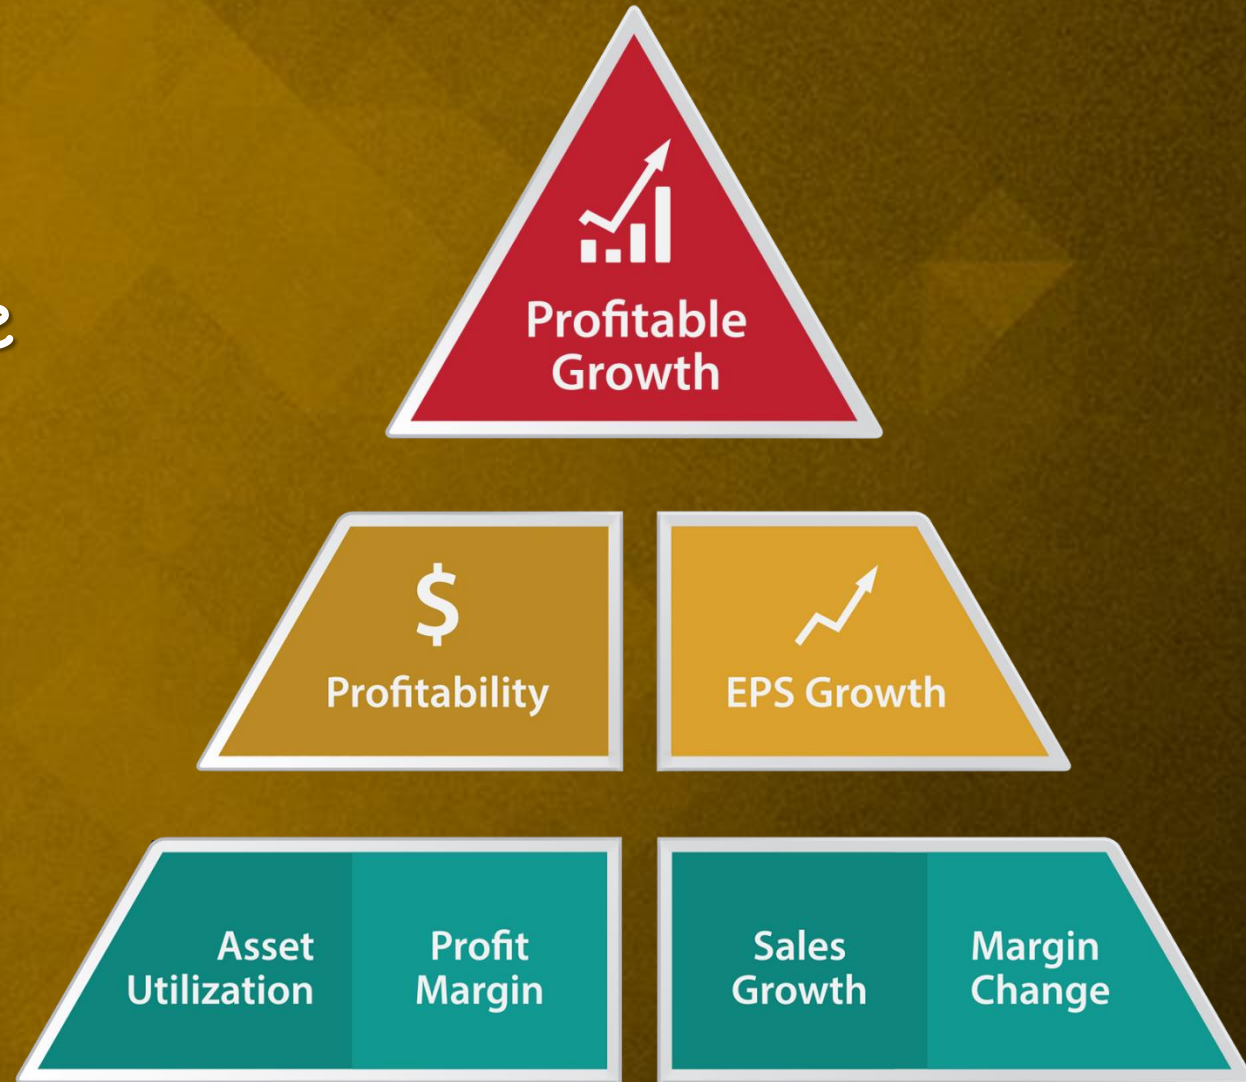 Profitable
Growth
$
Profitability
EPS Growth
Asset
Utilization
Profit
Margin
Sales
Growth
Margin
Change